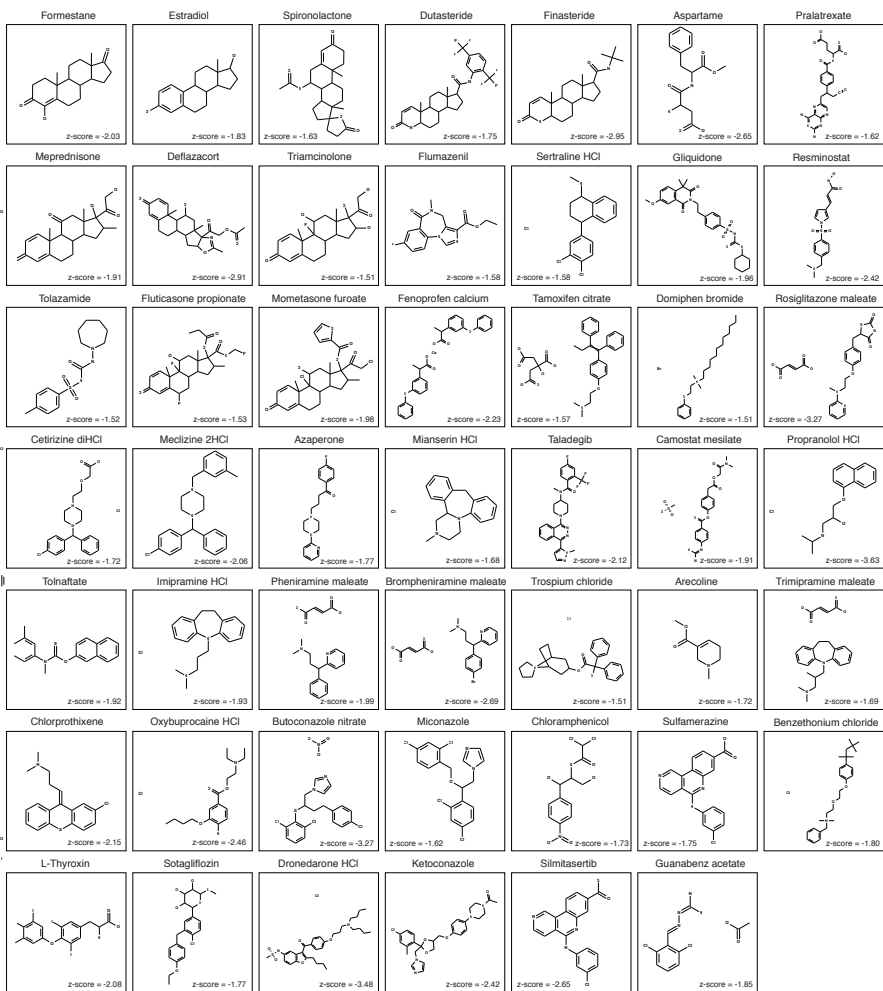 Formestane Estradiol Spironolactone Dutasteride Finasteride Aspartame Pralatrexate
z-score = -2.03 z-score = -1.83 z-score = -1.63 z-score = -1.75 z-score = -2.95 z-score = -2.65 z-score = -1.62
Meprednisone Deflazacort Triamcinolone Flumazenil Sertraline HCl Gliquidone Resminostat
z-score = -1.91 z-score = -2.91 z-score = -1.51 z-score = -1.58 z-score = -1.58 z-score = -1.96 z-score = -2.42
Tolazamide Fluticasone propionate Mometasone furoate Fenoprofen calcium Tamoxifen citrate Domiphen bromide Rosiglitazone maleate
z-score = -1.52 z-score = -1.53 z-score = -1.98 z-score = -2.23 z-score = -1.57 z-score = -1.51 z-score = -3.27
Cetirizine diHCl Meclizine 2HCl Azaperone Mianserin HCl Taladegib Camostat mesilate Propranolol HCl
z-score = -1.72 z-score = -2.06 z-score = -1.77 z-score = -1.68 z-score = -2.12 z-score = -1.91 z-score = -3.63
Tolnaftate Imipramine HCl Pheniramine maleate Brompheniramine maleate Trospium chloride Arecoline Trimipramine maleate
z-score = -1.92 z-score = -1.93 z-score = -1.99 z-score = -2.69 z-score = -1.51 z-score = -1.72 z-score = -1.69
Chlorprothixene Oxybuprocaine HCl Butoconazole nitrate Miconazole Chloramphenicol Sulfamerazine Benzethonium chloride
z-score = -2.15 z-score = -2.46 z-score = -3.27 z-score = -1.62 z-score = -1.73 z-score = -1.75 z-score = -1.80
L-Thyroxin Sotagliflozin Dronedarone HCl Ketoconazole Silmitasertib Guanabenz acetate
z-score = -2.08 z-score = -1.77 z-score = -3.48 z-score = -2.42 z-score = -2.65 z-score = -1.85